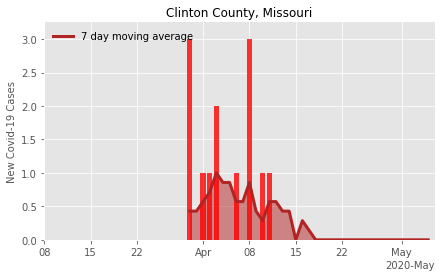 Clinton County, Missouri
7 day moving average
New Covid-19 Cases
3.0
2.5
2.0
1.5
1.0
0.5
0.0
08 15 22 Apr 08 15 22 May
2020-May